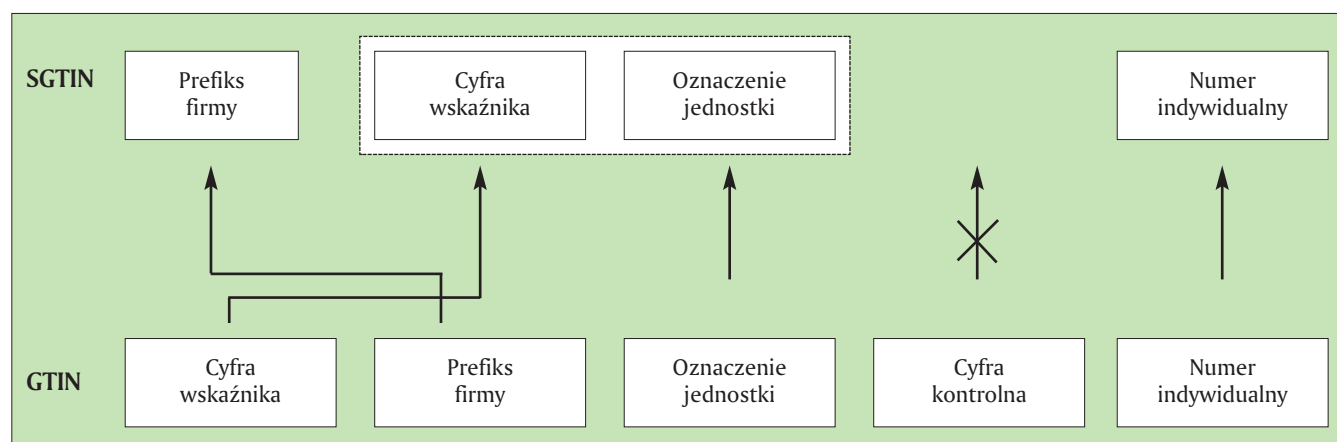 SGTIN
Prefiks
firmy
Cyfra
wskaźnika
Oznaczenie
jednostki
Numer
indywidualny
GTIN
Cyfra
wskaźnika
Prefiks
firmy
Oznaczenie
jednostki
Cyfra
kontrolna
Numer
indywidualny